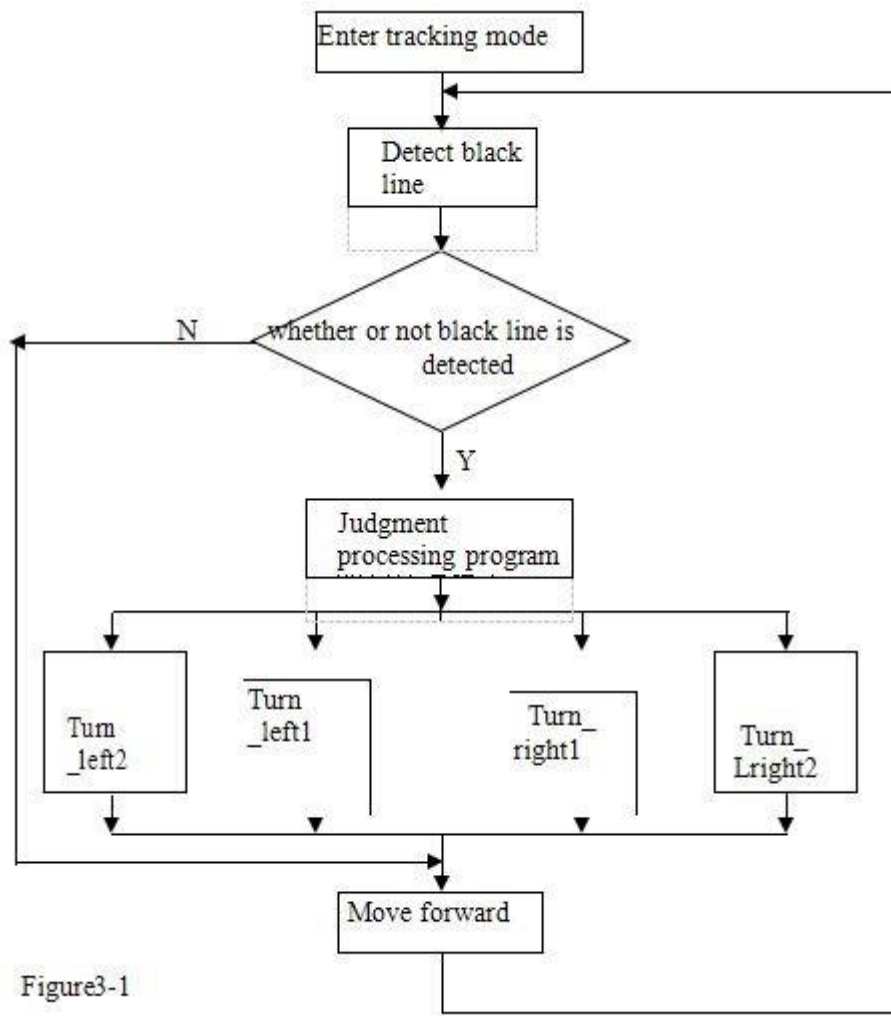 Enter tracking mode
Detect black
line
N
whether or not black line is
detected
Y
Judgment
processing program
Turn
_left2
Turn
_left1
Turn_
right1
Turn_
Lright2
Move forward
Figure3-1